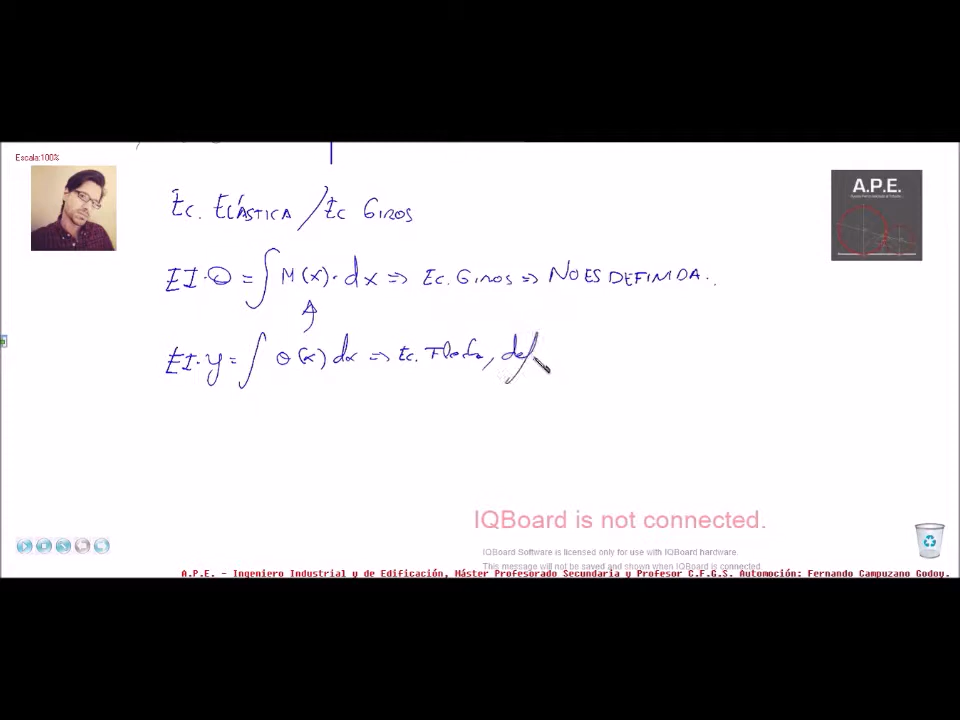 Escala:100%
Ec. Elástica / Ec Giros
A.P.E.
EI·θ = ∫ M(x)·dx => Ec. Giros => NO ES DEFINIDA.
EI·y = ∫ θ(x) dx => Ec. Flecha, def
IQBoard is not connected.
IQBoard Software is licensed only for use with IQBoard hardware.
This message will not be saved and shown when IQBoard is connected.
A.P.E. - Ingeniero Industrial y de Edificación, Máster Profesorado Secundaria y Profesor C.F.G.S. Automoción: Fernando Campuzano Godoy.